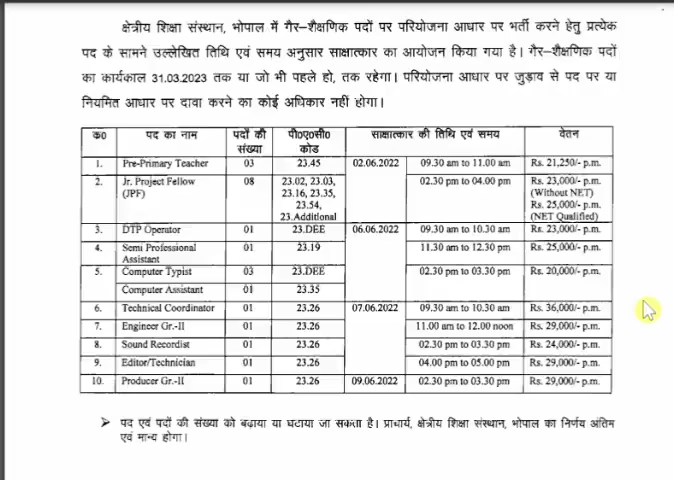 क्षेत्रीय शिक्षा संस्थान, भोपाल में गैर–शैक्षणिक पदों पर परियोजना आधार पर भर्ती करने हेतु प्रत्येक
पद के सामने उल्लेखित तिथि एवं समय अनुसार साक्षात्कार का आयोजन किया गया है। गैर–शैक्षणिक पदों
का कार्यकाल 31.03.2023 तक या जो भी पहले हो, तक रहेगा। परियोजना आधार पर जुड़ाव से पद पर या
नियमित आधार पर दावा करने का कोई अधिकार नहीं होगा।
क्र0 पद का नाम पदों की संख्या पी0ए0सी0 कोड साक्षात्कार की तिथि एवं समय वेतन
1. Pre-Primary Teacher 03 23.45 02.06.2022 09.30 am to 11.00 am Rs. 21,250/- p.m.
2. Jr. Project Fellow 08 23.02, 23.03, 02.30 pm to 04.00 pm Rs. 23,000/- p.m.
(JPF) 23.16, 23.35, (Without NET)
23.54, Rs. 25,000/- p.m.
23.Additional (NET Qualified)
3. DTP Operator 01 23.DEE 06.06.2022 09.30 am to 10.30 am Rs. 23,000/- p.m.
4. Semi Professional 01 23.19 11.30 am to 12.30 pm Rs. 25,000/- p.m.
Assistant
5. Computer Typist 03 23.DEE 02.30 pm to 03.30 pm Rs. 20,000/- p.m.
Computer Assistant 01 23.35
6. Technical Coordinator 01 23.26 07.06.2022 09.30 am to 10.30 am Rs. 36,000/- p.m.
7. Engineer Gr.-II 01 23.26 11.00 am to 12.00 noon Rs. 29,000/- p.m.
8. Sound Recordist 01 23.26 02.30 pm to 03.30 pm Rs. 24,000/- p.m.
9. Editor/Technician 01 23.26 04.00 pm to 05.00 pm Rs. 29,000/- p.m.
10. Producer Gr.-II 01 23.26 09.06.2022 02.30 pm to 03.30 pm Rs. 29,000/- p.m.
➢ पद एवं पदों की संख्या को बढ़ाया या घटाया जा सकता है। प्राचार्य, क्षेत्रीय शिक्षा संस्थान, भोपाल का निर्णय अंतिम
एवं मान्य होगा।